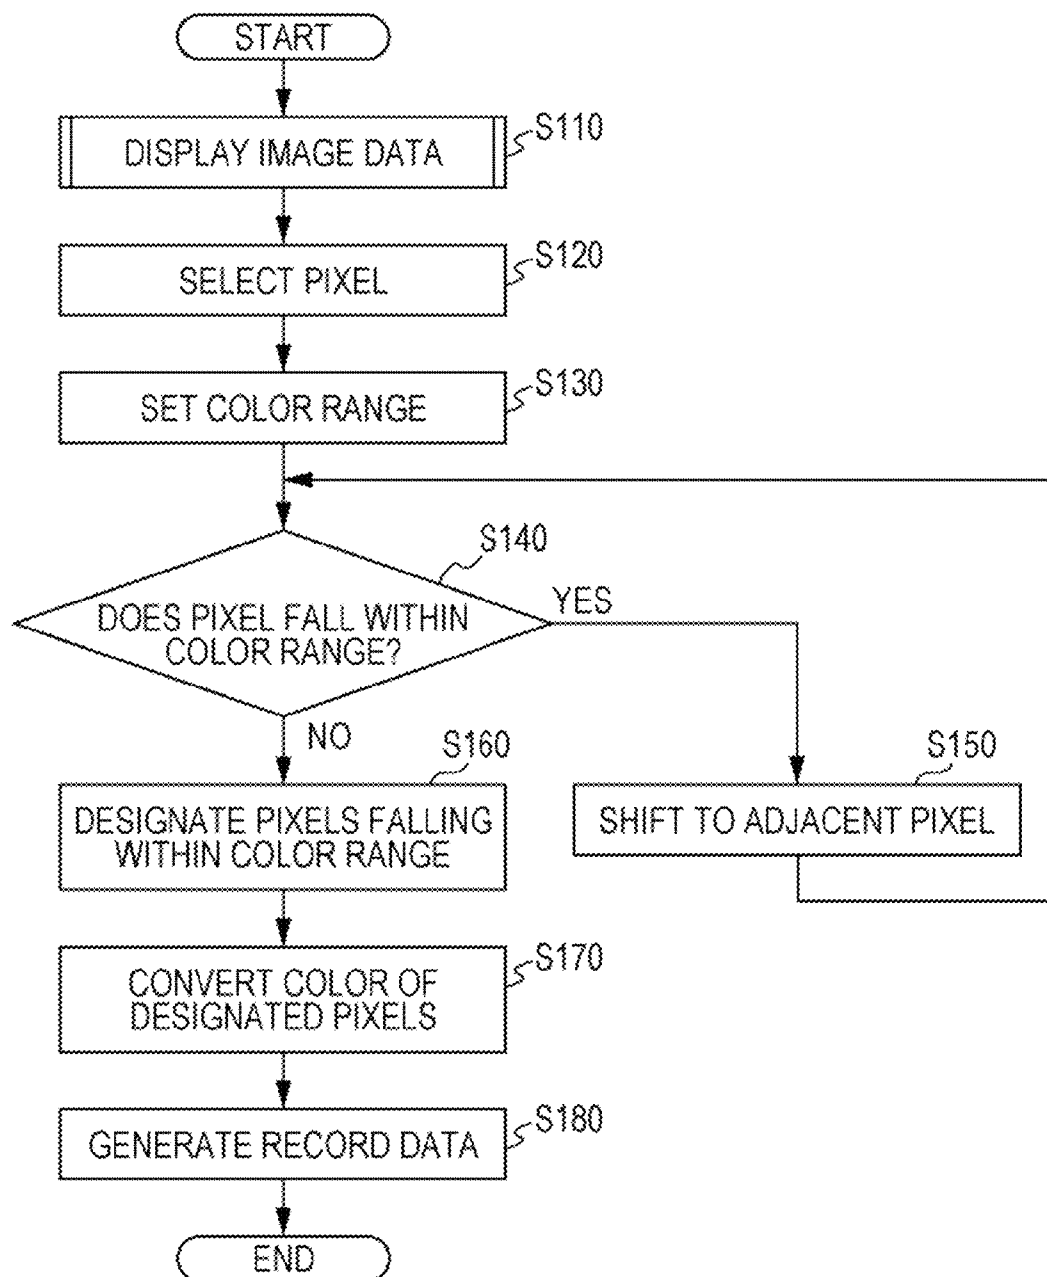 START
DISPLAY IMAGE DATA
S110
SELECT PIXEL
S120
SET COLOR RANGE
S130
S140
DOES PIXEL FALL WITHIN
COLOR RANGE?
YES
NO
S160
DESIGNATE PIXELS FALLING
WITHIN COLOR RANGE
S150
SHIFT TO ADJACENT PIXEL
CONVERT COLOR OF
DESIGNATED PIXELS
S170
GENERATE RECORD DATA
S180
END